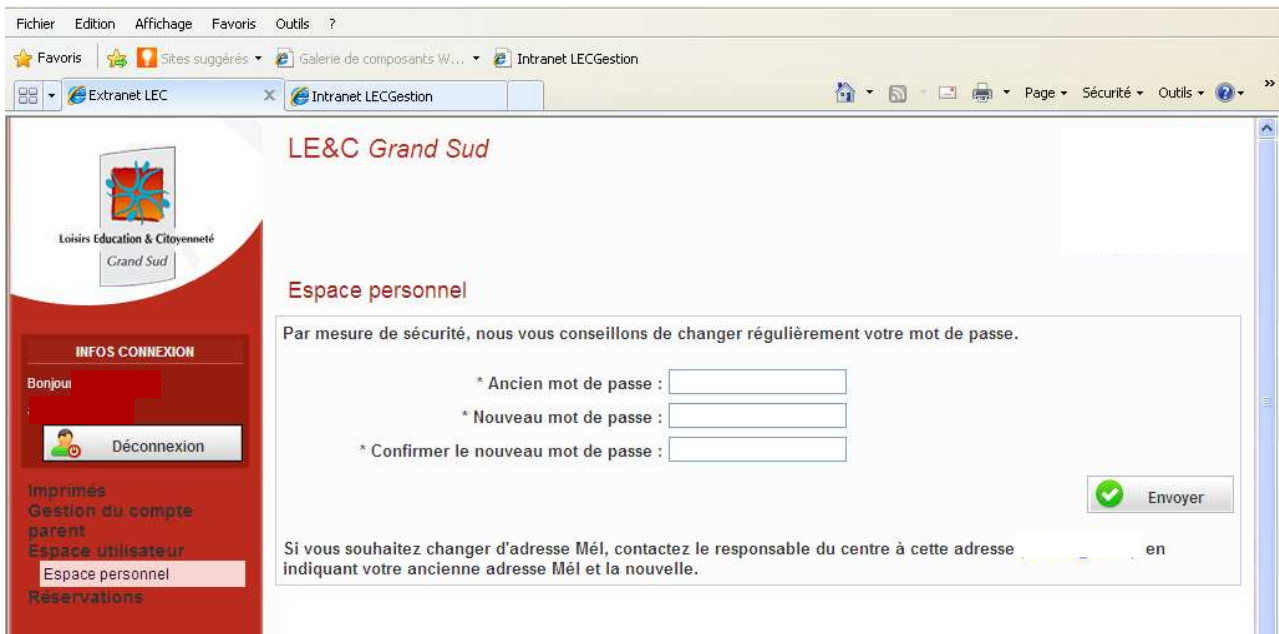 Fichier Edition Affichage Favoris Outils ?
Favoris Sites suggérés Galerie de composants W... Intranet LECGestion
Extranet LEC X Intranet LECGestion Page Sécurité Outils »
LE&C Grand Sud
Loisirs Education & Citoyenneté
Grand Sud
Espace personnel
Par mesure de sécurité, nous vous conseillons de changer régulièrement votre mot de passe.
INFOS CONNEXION
Bonjour
* Ancien mot de passe :
* Nouveau mot de passe :
* Confirmer le nouveau mot de passe :
Déconnexion
Envoyer
Imprimés
Gestion du compte
parent
Espace utilisateur
Espace personnel
Réservations
Si vous souhaitez changer d'adresse Mél, contactez le responsable du centre à cette adresse en
indiquant votre ancienne adresse Mél et la nouvelle.